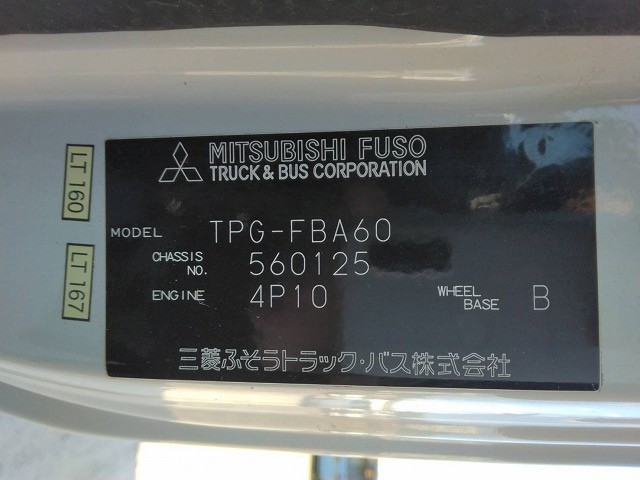 MITSUBISHI FUSO
TRUCK & BUS CORPORATION
MODEL TPG-FBA60
CHASSIS NO. 560125
ENGINE 4P10 WHEEL BASE B
三菱ふそうトラック・バス株式会社
LT 160
LT 167